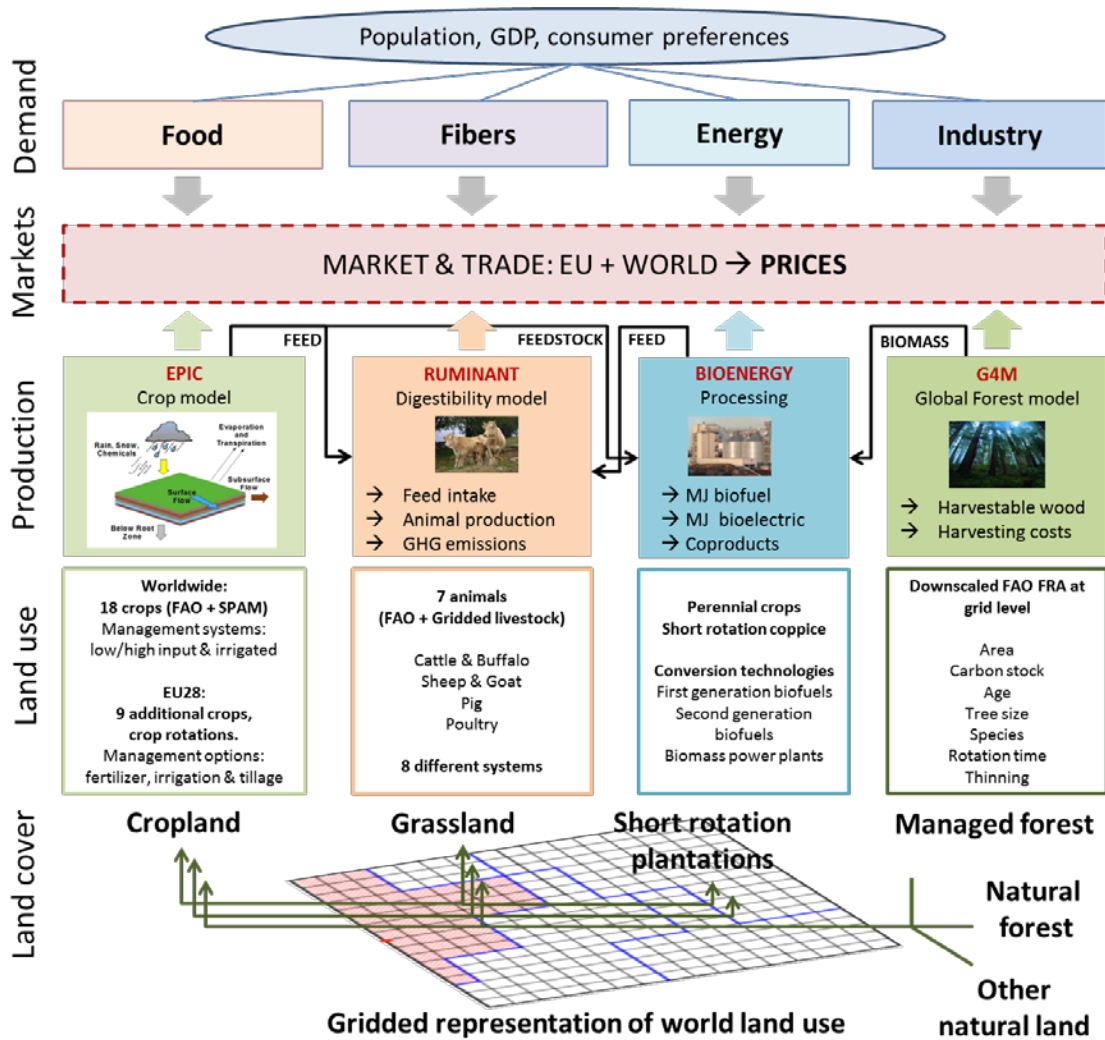 Population, GDP, consumer preferences
Demand
Food
Fibers
Energy
Industry
Markets
MARKET & TRADE: EU + WORLD → PRICES
FEED
FEEDSTOCK
FEED
BIOMASS
Production
EPIC
Crop model
Rain, Snow,
Chemicals
Evaporation
and
Transpiration
Surface
Flow
Subsurface
Flow
Below Root
Zone
RUMINANT
Digestibility model
→ Feed intake
→ Animal production
→ GHG emissions
BIOENERGY
Processing
→ MJ biofuel
→ MJ bioelectric
→ Coproducts
G4M
Global Forest model
→ Harvestable wood
→ Harvesting costs
Land use
Worldwide:
18 crops (FAO + SPAM)
Management systems:
low/high input & irrigated
EU28:
9 additional crops,
crop rotations.
Management options:
fertilizer, irrigation & tillage
7 animals
(FAO + Gridded livestock)
Cattle & Buffalo
Sheep & Goat
Pig
Poultry
8 different systems
Perennial crops
Short rotation coppice
Conversion technologies
First generation biofuels
Second generation
biofuels
Biomass power plants
Downscaled FAO FRA at
grid level
Area
Carbon stock
Age
Tree size
Species
Rotation time
Thinning
Land cover
Cropland
Grassland
Short rotation
plantations
Managed forest
Natural
forest
Other
natural land
Gridded representation of world land use